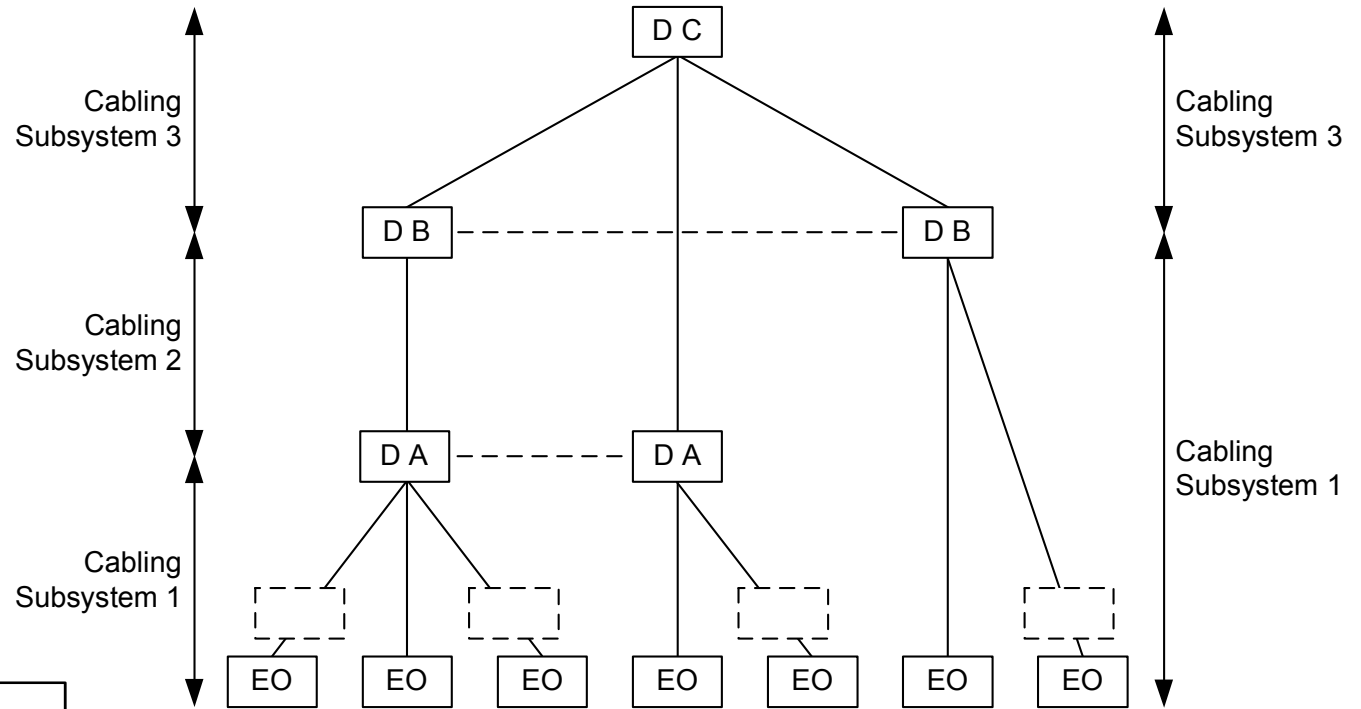 D C
Cabling
Subsystem 3
Cabling
Subsystem 3
D B
D B
Cabling
Subsystem 2
D A
D A
Cabling
Subsystem 1
Cabling
Subsystem 1
EO
EO
EO
EO
EO
EO
EO